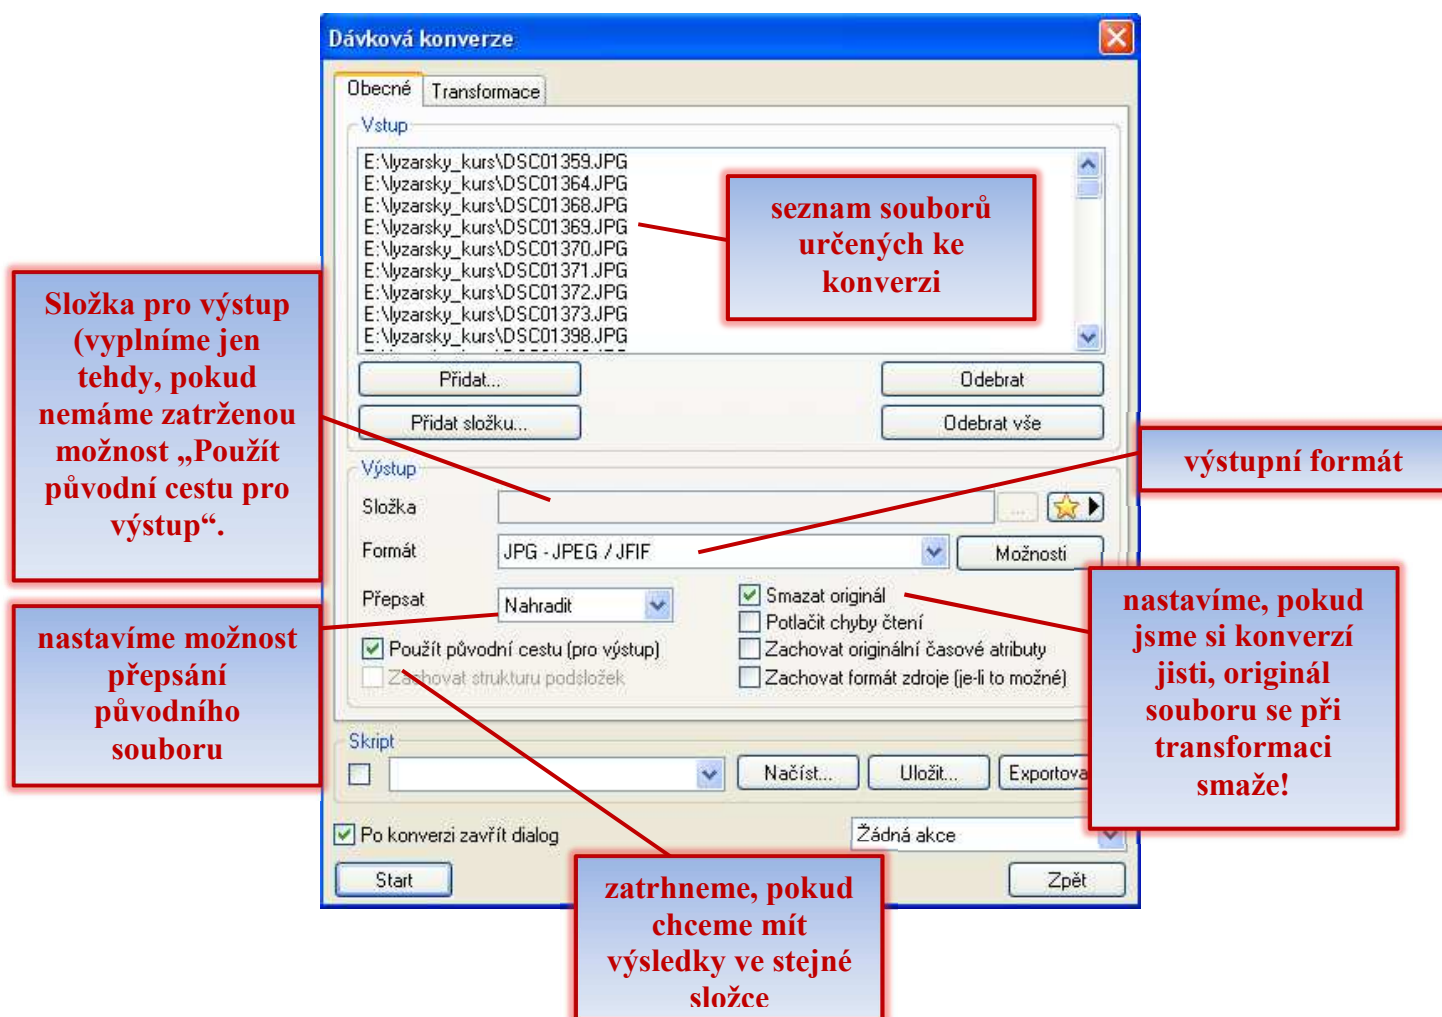 Dávková konverze
Obecné
Transformace
Vstup
E:\lyzarsky_kurs\DSC01359.JPG
E:\lyzarsky_kurs\DSC01364.JPG
E:\lyzarsky_kurs\DSC01368.JPG
E:\lyzarsky_kurs\DSC01369.JPG
E:\lyzarsky_kurs\DSC01370.JPG
E:\lyzarsky_kurs\DSC01371.JPG
E:\lyzarsky_kurs\DSC01372.JPG
E:\lyzarsky_kurs\DSC01373.JPG
E:\lyzarsky_kurs\DSC01398.JPG
seznam souborů
určených ke
konverzi
Složka pro výstup
(vyplníme jen
tehdy, pokud
nemáme zatrženou
možnost „Použít
původní cestu pro
výstup“.
Přidat...
Odebrat
Přidat složku...
Odebrat vše
výstupní formát
Výstup
Složka
...
Formát
JPG - JPEG / JFIF
Možnosti
Přepsat
Nahradit
Smazat originál
Potlačit chyby čtení
Použít původní cestu (pro výstup)
Zachovat originální časové atributy
Zachovat strukturu podsložek
Zachovat formát zdroje (je-li to možné)
nastavíme možnost
přepsání
původního
souboru
nastavíme, pokud
jsme si konverzí
jisti, originál
souboru se při
transformaci
smaže!
Skript
Načíst...
Uložit...
Exportova
Po konverzi zavřít dialog
Žádná akce
Start
Zpět
zatrhneme, pokud
chceme mít
výsledky ve stejné
složce